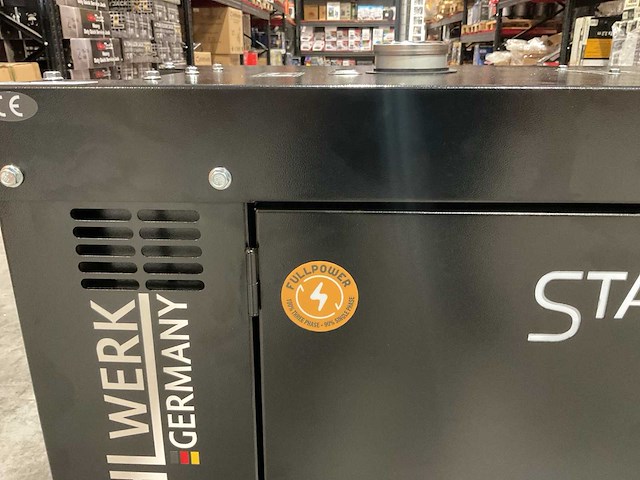 CE
FULLPOWER
100% THREE PHASE • 90% SINGLE PHASE
STA
ILWERK
GERMANY